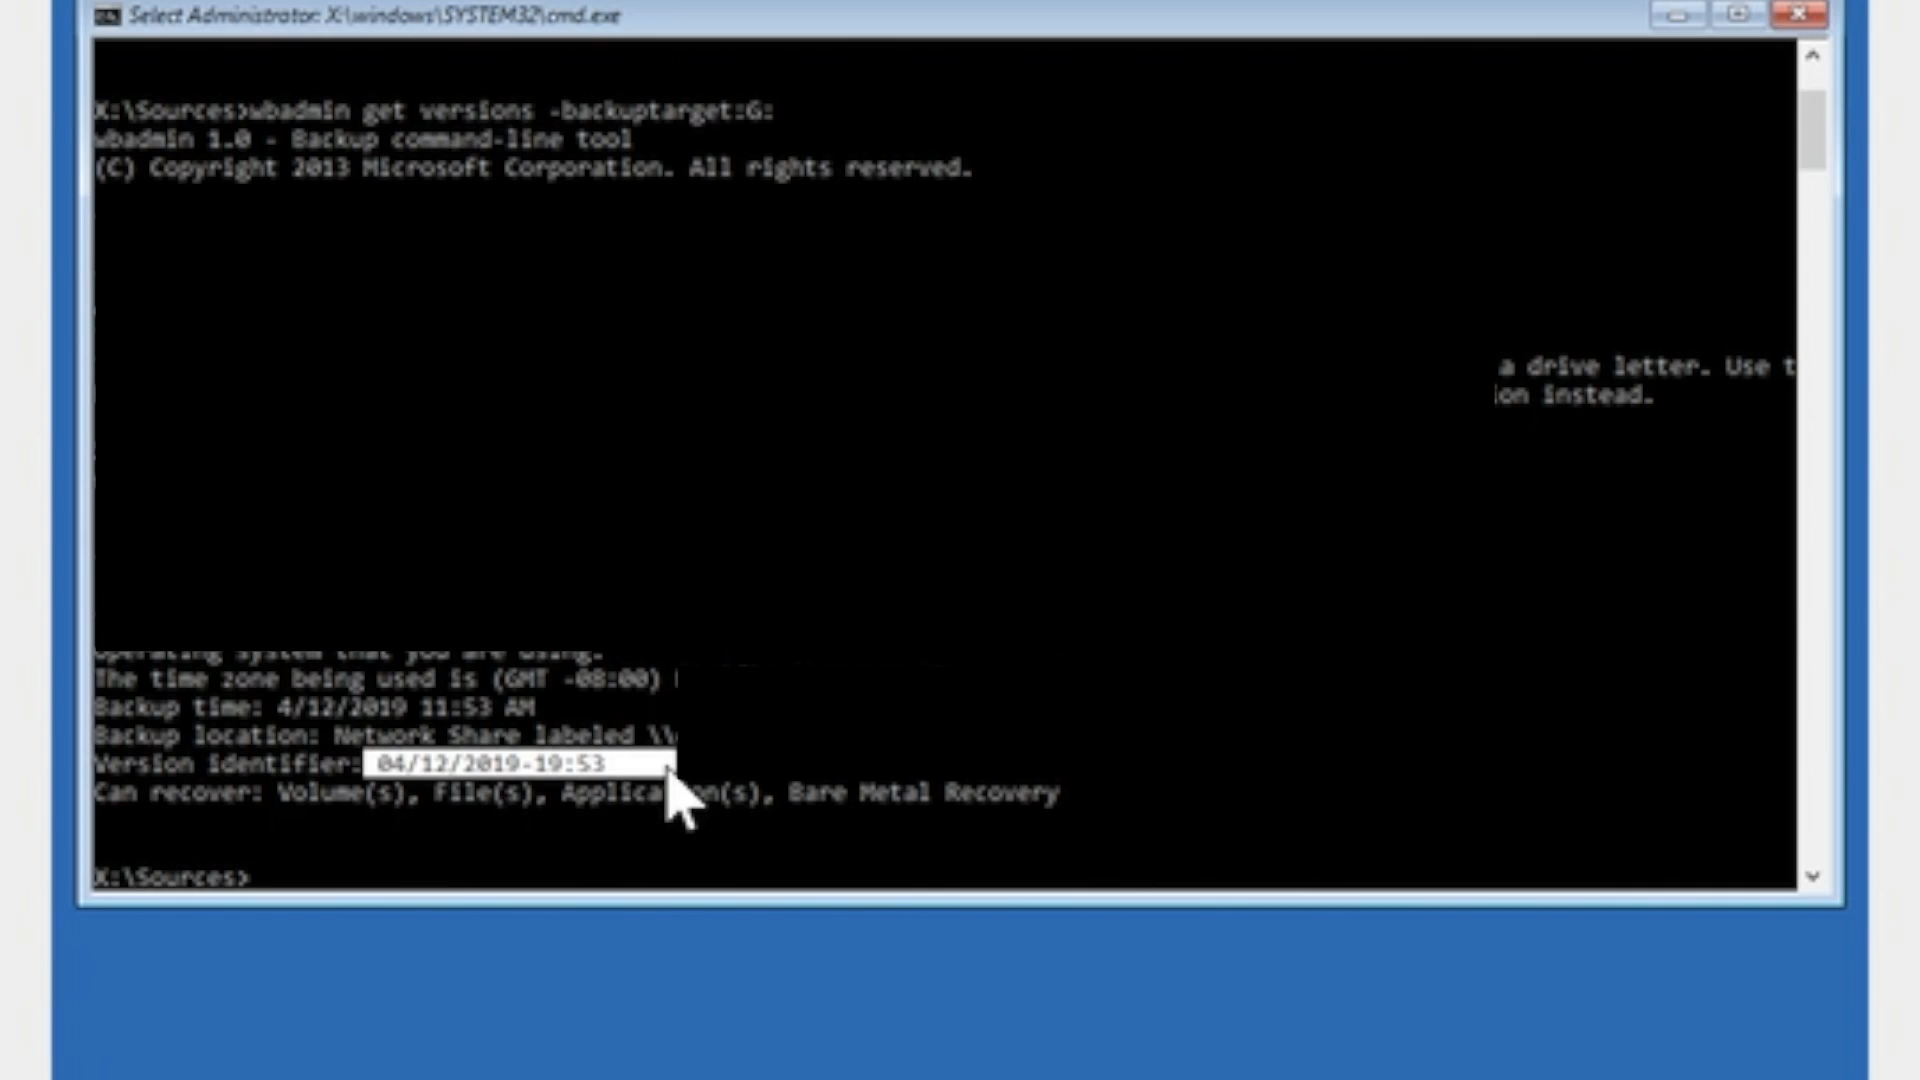 Select Administrator: X:\windows\SYSTEM32\cmd.exe
X:\Sources>wbadmin get versions -backuptarget:G:
wbadmin 1.0 - Backup command-line tool
(C) Copyright 2013 Microsoft Corporation. All rights reserved.
a drive letter. Use t
on instead.
operating system that you are using.
The time zone being used is (GMT -08:00)
Backup time: 4/12/2019 11:53 AM
Backup location: Network Share labeled \\
Version identifier: 04/12/2019-19:53
Can recover: Volume(s), File(s), Application(s), Bare Metal Recovery
X:\Sources>